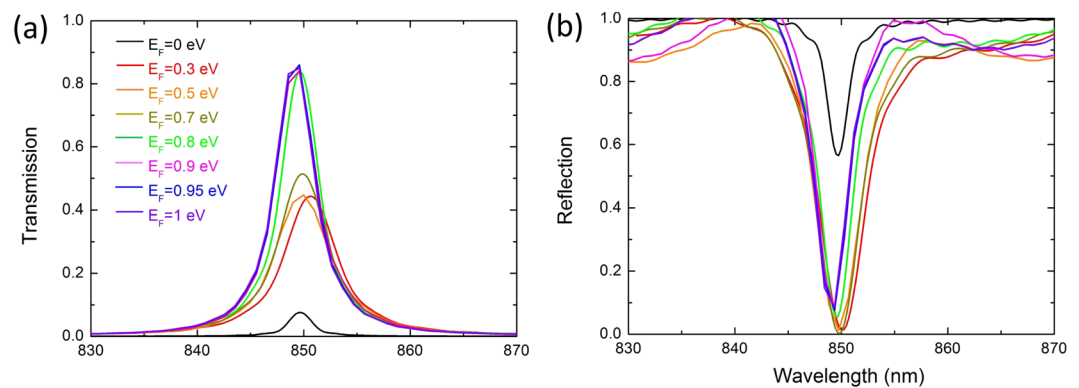 (a)
Transmission
1.0
0.8
0.6
0.4
0.2
0.0
E_F=0 eV
E_F=0.3 eV
E_F=0.5 eV
E_F=0.7 eV
E_F=0.8 eV
E_F=0.9 eV
E_F=0.95 eV
E_F=1 eV
830 840 850 860 870
(b)
Reflection
1.0
0.8
0.6
0.4
0.2
0.0
830 840 850 860 870
Wavelength (nm)